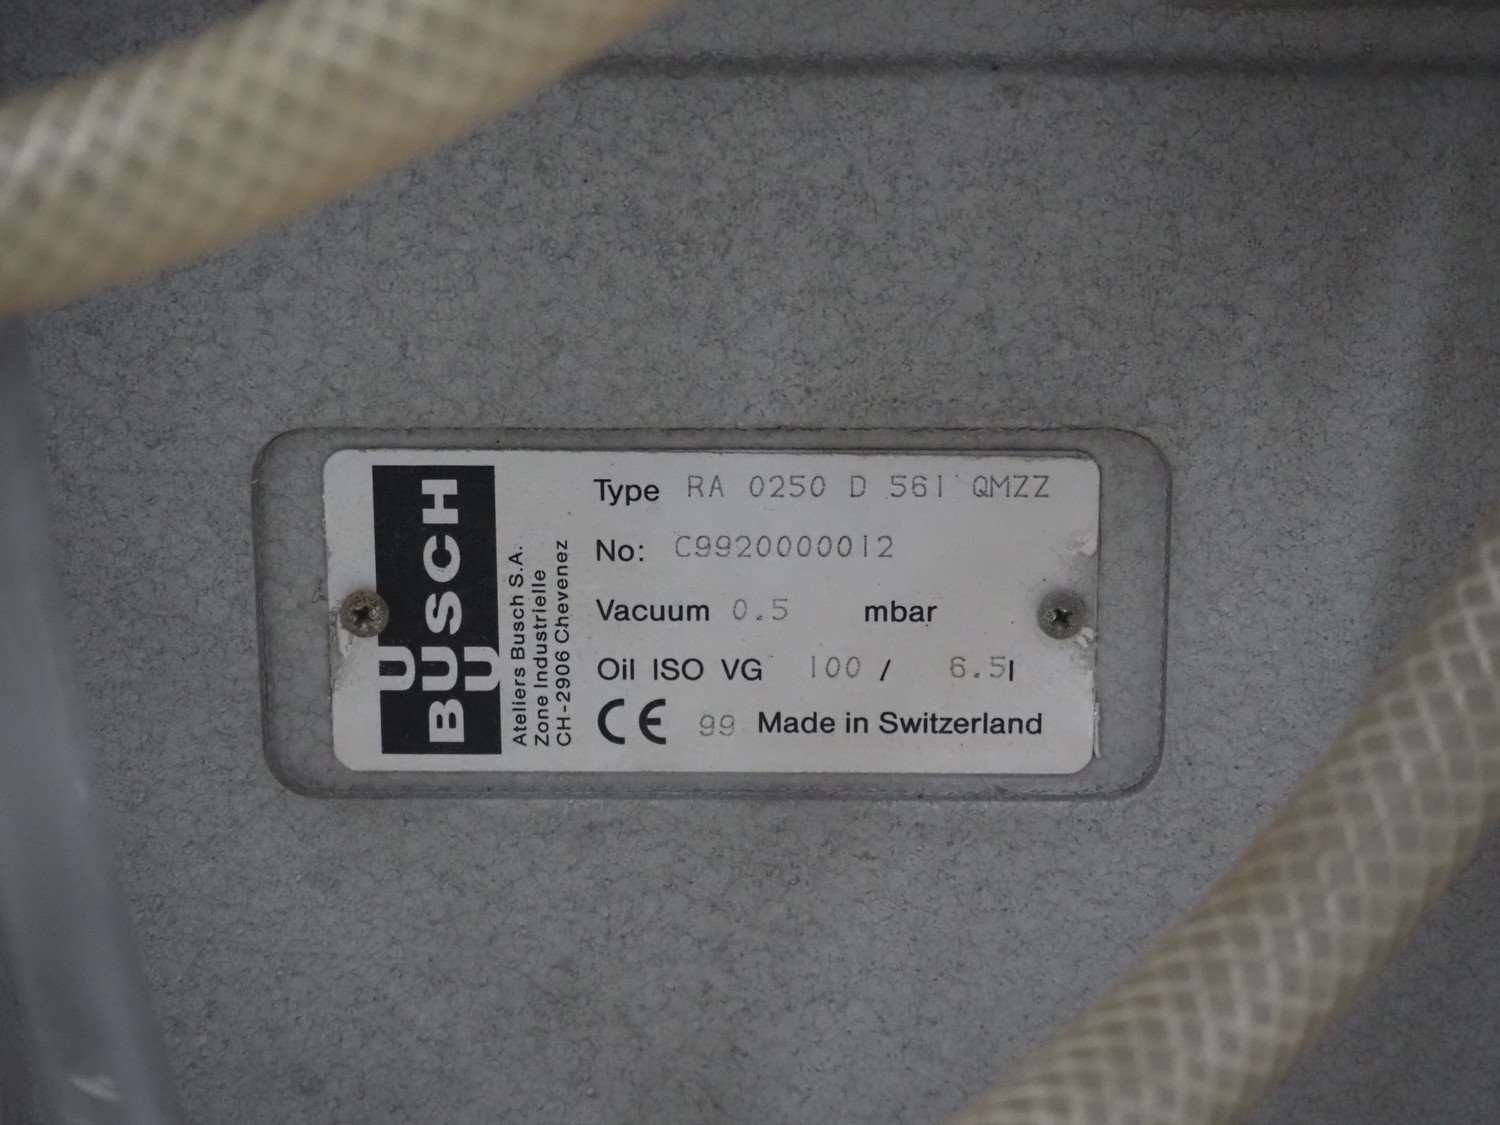 BUSCH
Ateliers Busch S.A.
Zone Industrielle
CH-2906 Chevenez
Type RA 0250 D 561 QMZZ
No: C9920000012
Vacuum 0.5 mbar
Oil ISO VG 100 / 6.5l
CE 99 Made in Switzerland